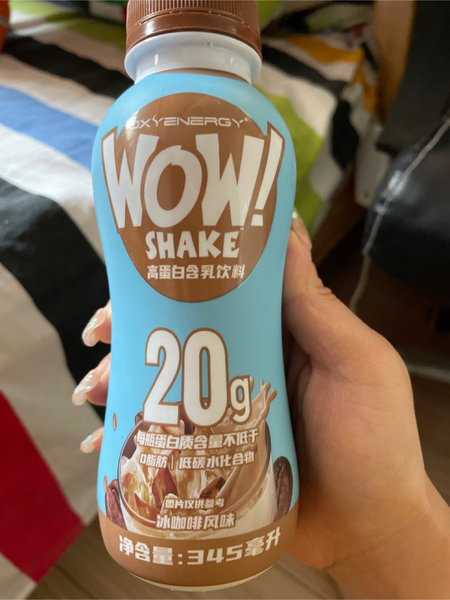 OXYENERGY
WOW!
SHAKE
高蛋白含乳饮料
20g
每瓶蛋白质含量不低于
0脂肪 | 低碳水化合物
图片仅供参考
冰咖啡风味
净含量:345毫升